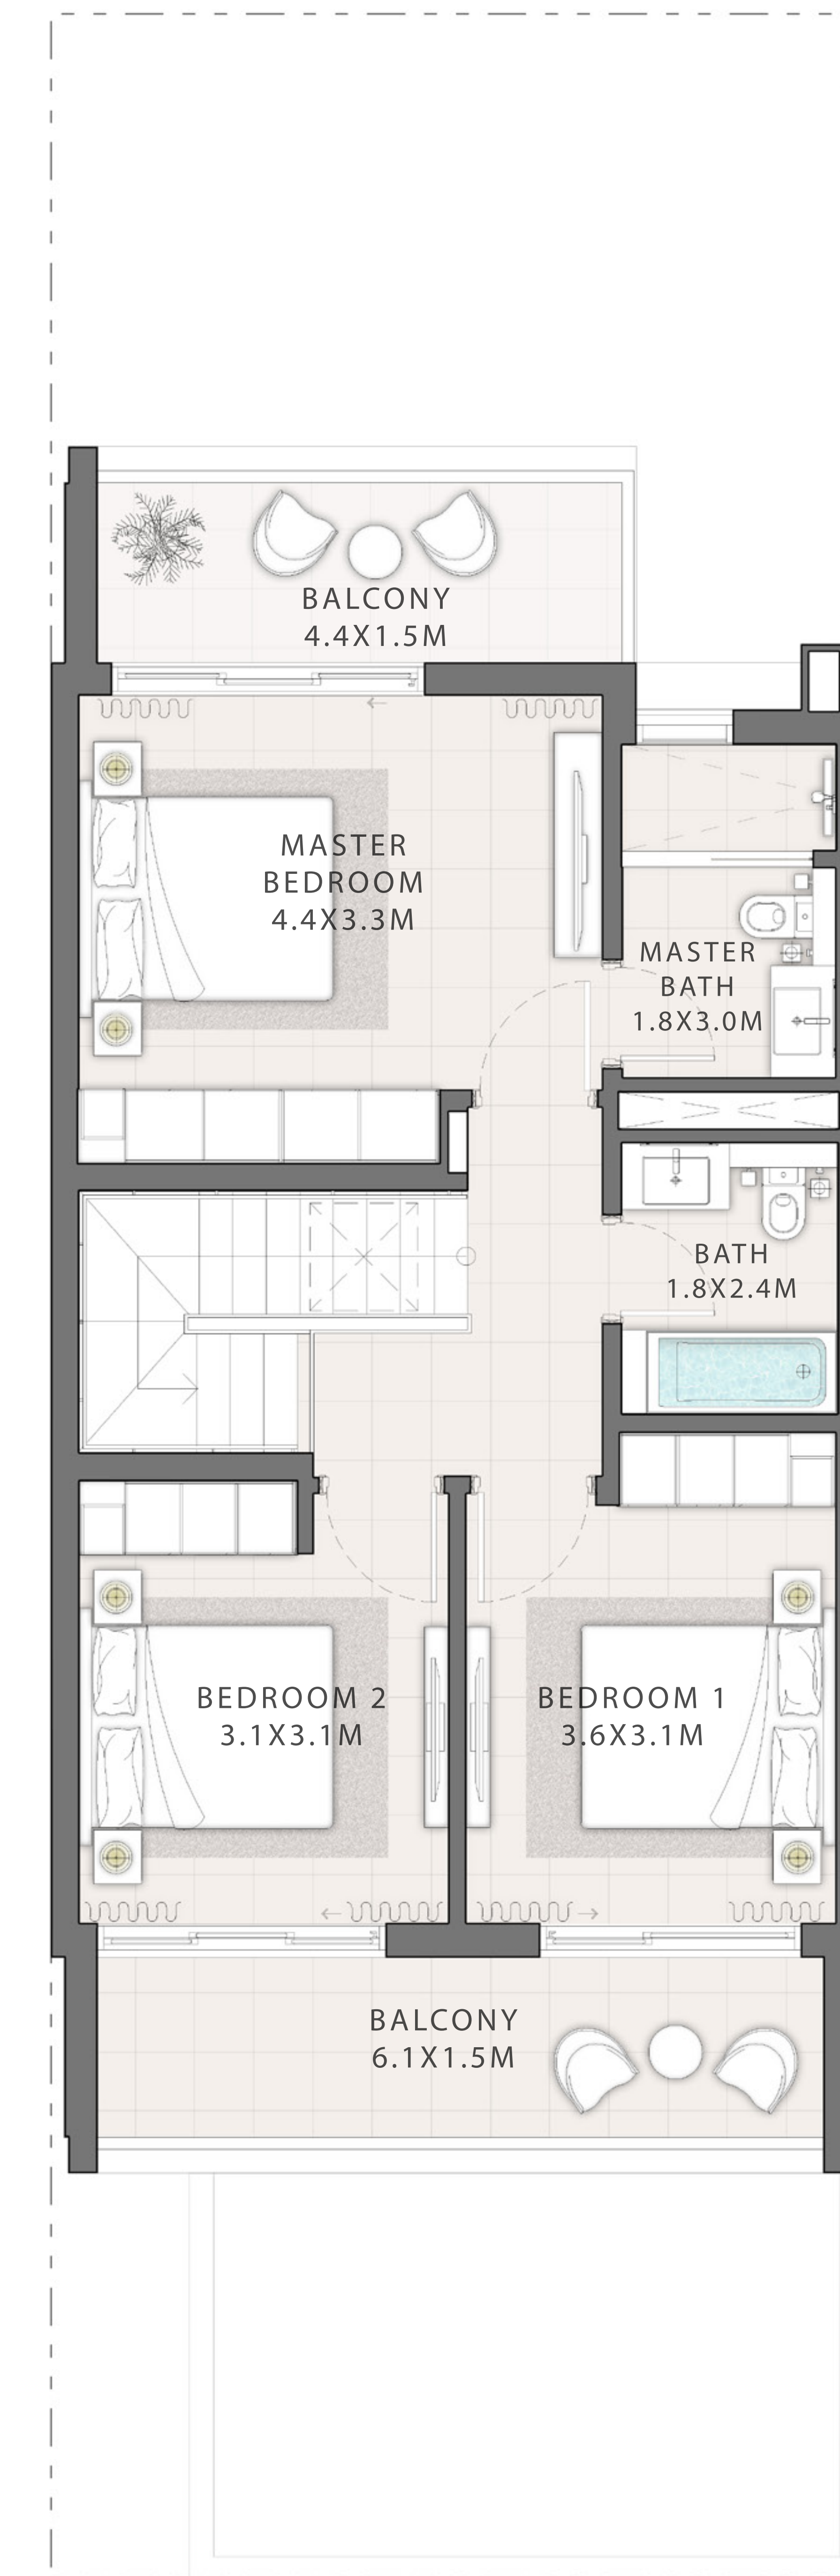 BALCONY
4.4X1.5M
MASTER
BEDROOM
4.4X3.3M
MASTER
BATH
1.8X3.0M
BATH
1.8X2.4M
BEDROOM 2
3.1X3.1M
BEDROOM 1
3.6X3.1M
BALCONY
6.1X1.5M